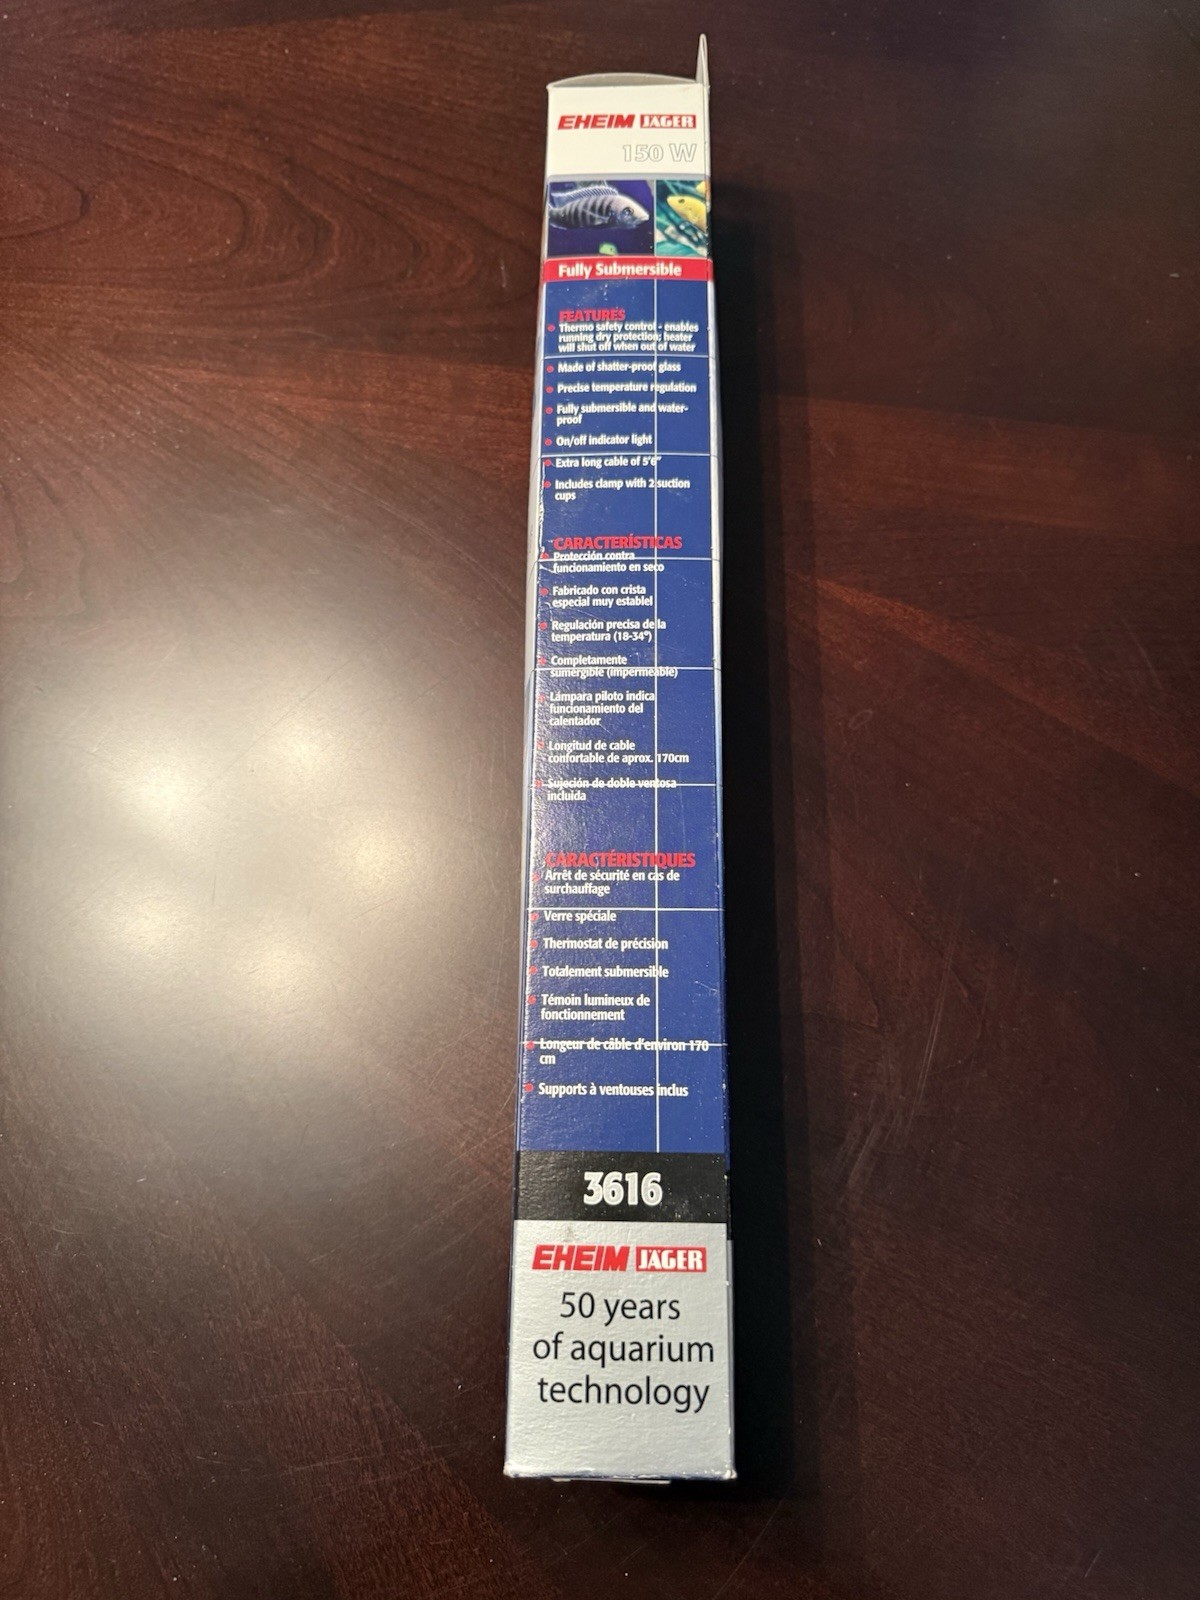 EHEIM JÄGER
150 W
Fully Submersible
FEATURES
Thermo safety control - enables
running dry protection; heater
will shut off when out of water
Made of shatter-proof glass
Precise temperature regulation
Fully submersible and water-
proof
On/off indicator light
Extra long cable of 5'6"
Includes clamp with 2 suction
cups
CARACTERÍSTICAS
Protección contra
funcionamiento en seco
Fabricado con crista
especial muy establel
Regulación precisa de la
temperatura (18-34°)
Completamente
sumergible (impermeable)
Lámpara piloto indica
funcionamiento del
calentador
Longitud de cable
confortable de aprox. 170cm
Sujeción de doble ventosa
incluida
CARACTÉRISTIQUES
Arrêt de sécurité en cas de
surchauffage
Verre spéciale
Thermostat de précision
Totalement submersible
Témoin lumineux de
fonctionnement
Longeur de câble d'environ 170
cm
Supports à ventouses inclus
3616
EHEIM JÄGER
50 years
of aquarium
technology